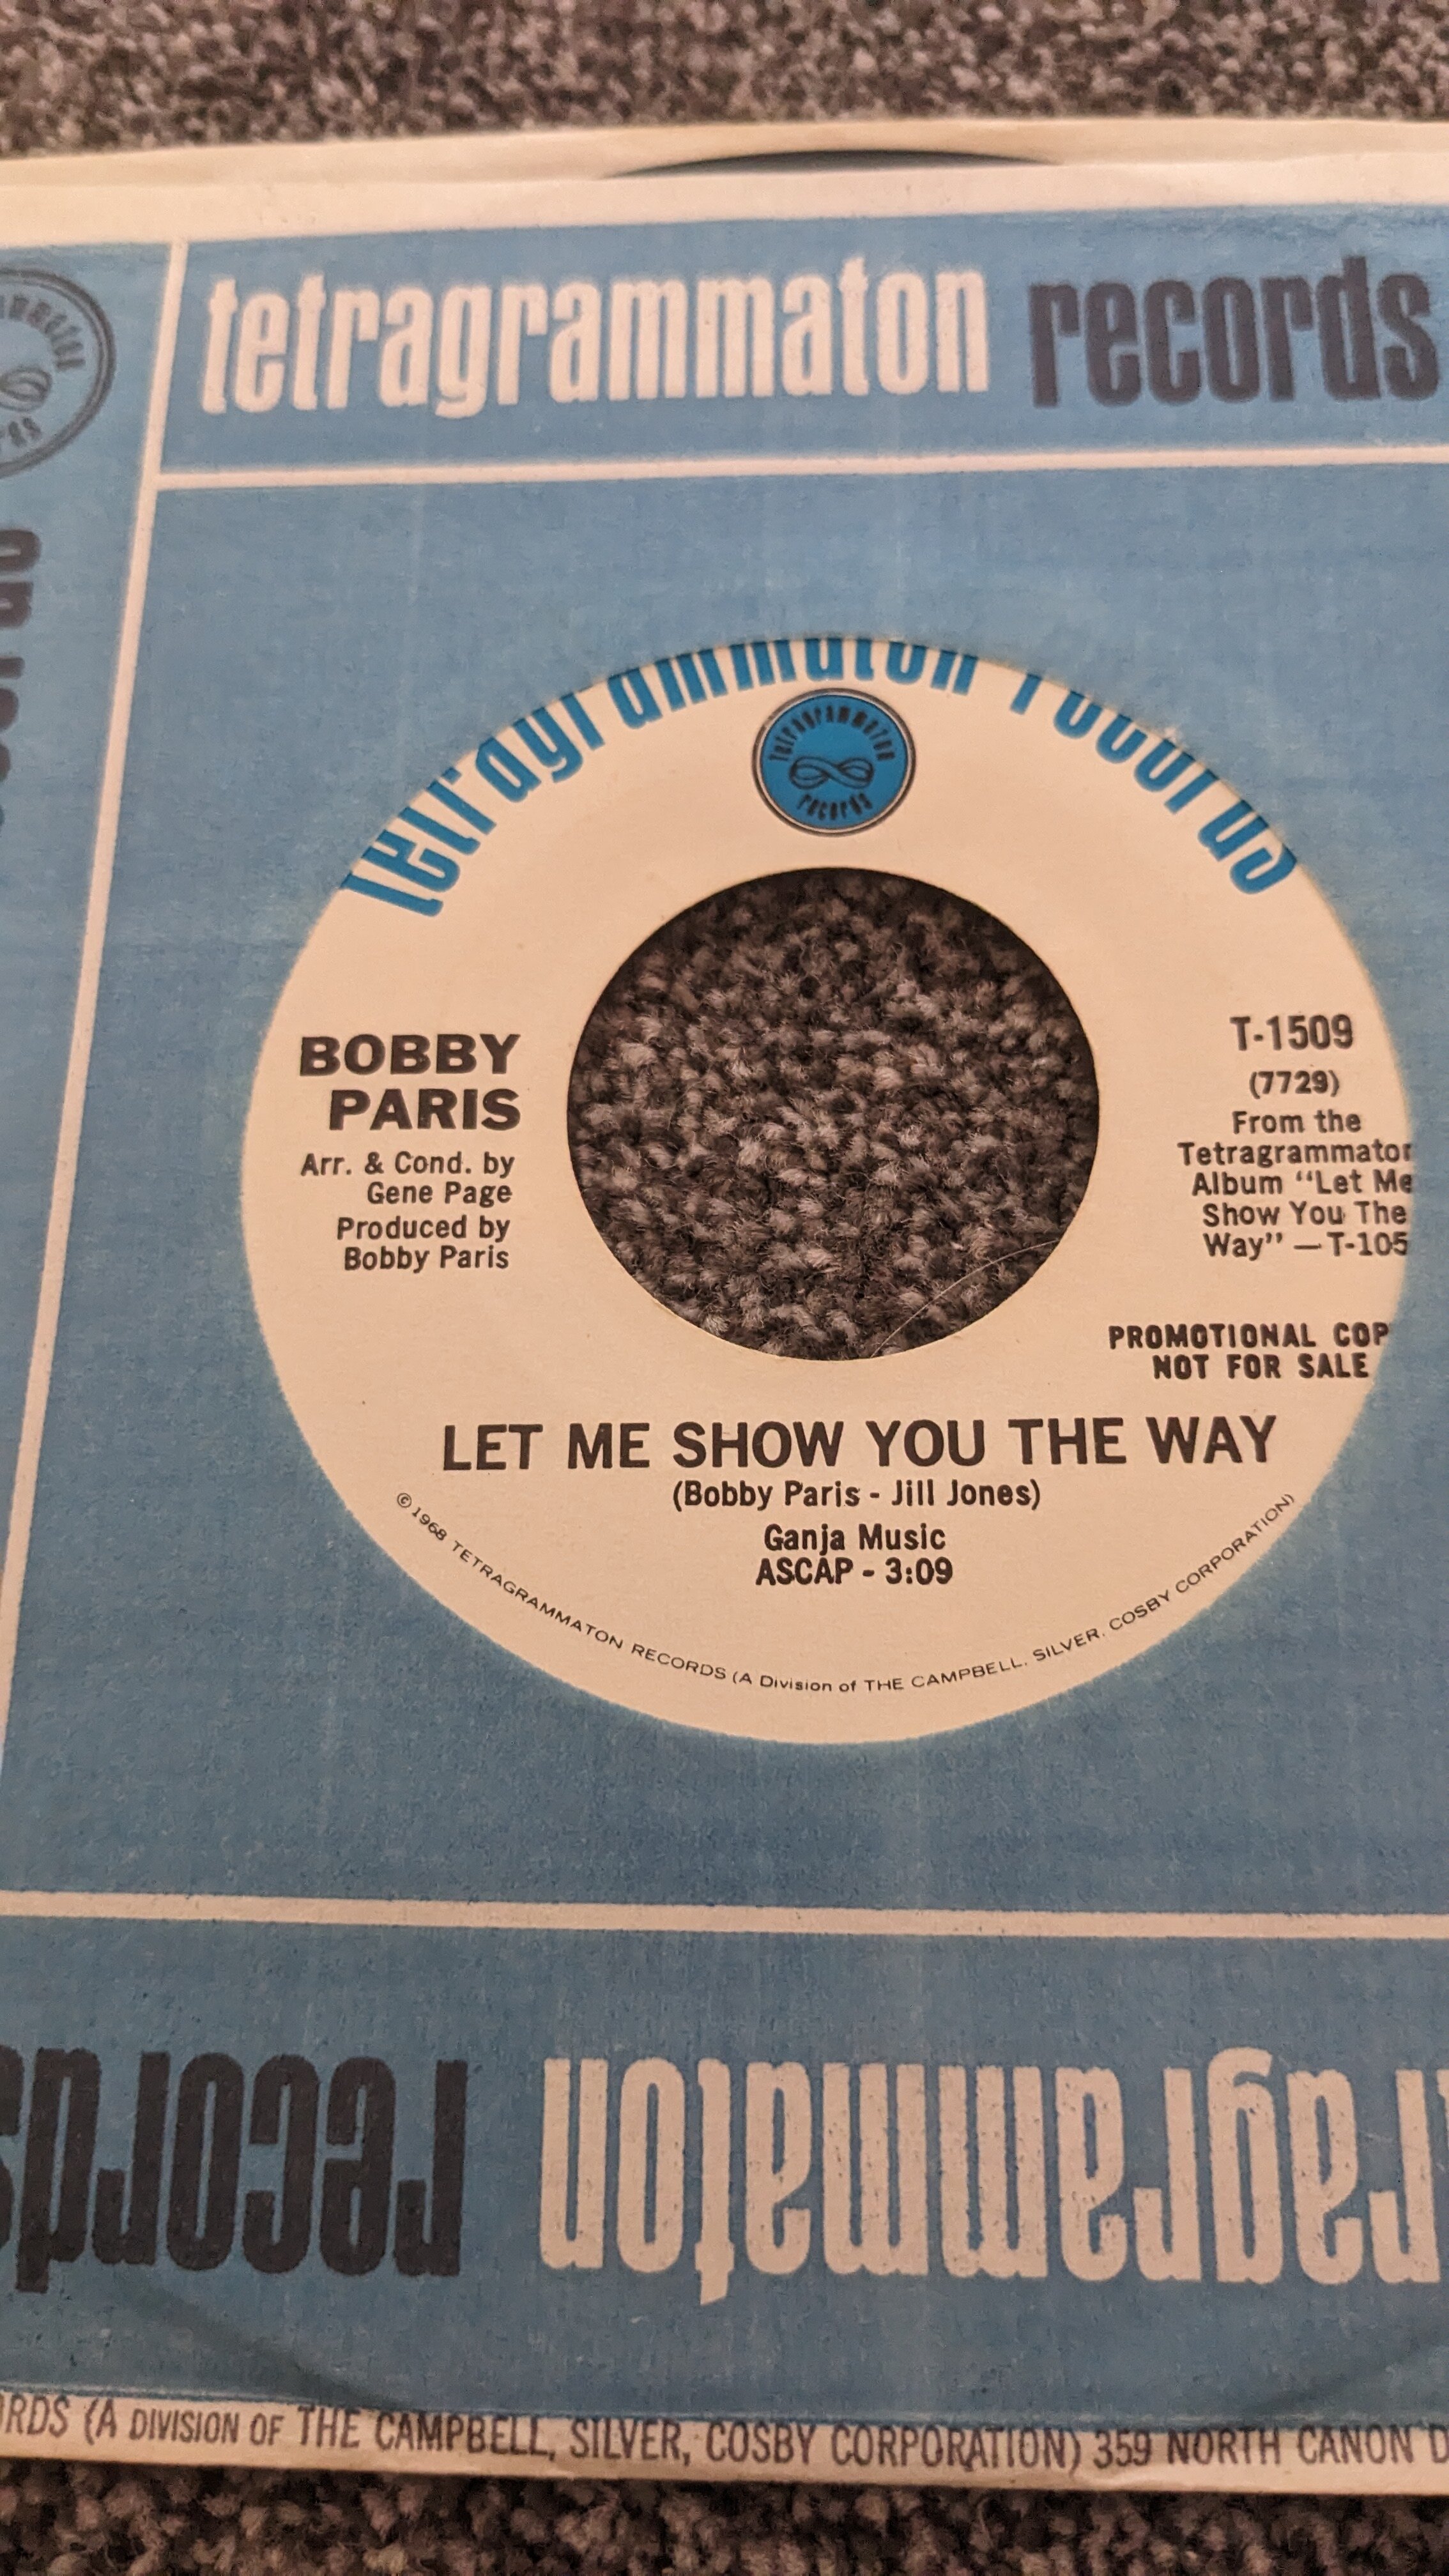 tetragrammaton records
tetragrammaton records
tetragrammaton
records
BOBBY
PARIS
Arr. & Cond. by
Gene Page
Produced by
Bobby Paris
T-1509
(7729)
From the
Tetragrammaton
Album "Let Me
Show You The
Way" — T-105
PROMOTIONAL COP
NOT FOR SALE
LET ME SHOW YOU THE WAY
(Bobby Paris - Jill Jones)
Ganja Music
ASCAP - 3:09
©1968 TETRAGRAMMATON RECORDS (A Division of THE CAMPBELL, SILVER, COSBY CORPORATION)
ragrammaton records
ORDS (A DIVISION OF THE CAMPBELL, SILVER, COSBY CORPORATION) 359 NORTH CANON D